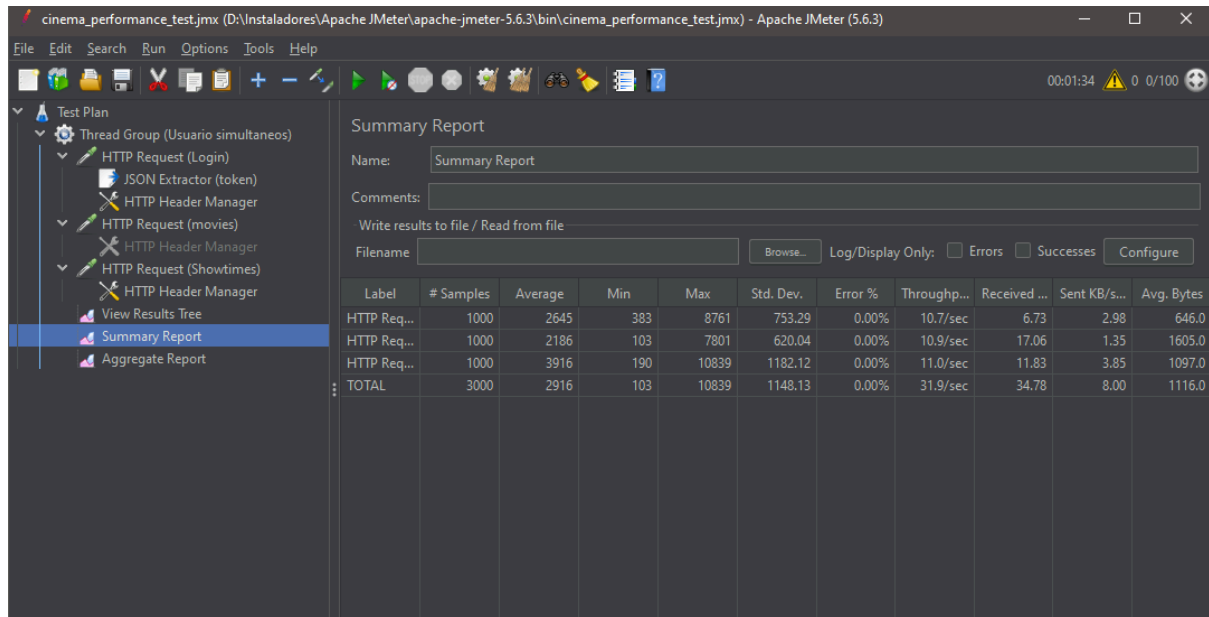 cinema_performance_test.jmx (D:\Instaladores\Apache JMeter\apache-jmeter-5.6.3\bin\cinema_performance_test.jmx) - Apache JMeter (5.6.3)
File Edit Search Run Options Tools Help
00:01:34 0 0/100
Test Plan
Thread Group (Usuario simultaneos)
HTTP Request (Login)
JSON Extractor (token)
HTTP Header Manager
HTTP Request (movies)
HTTP Header Manager
HTTP Request (Showtimes)
HTTP Header Manager
View Results Tree
Summary Report
Aggregate Report
Summary Report
Name: Summary Report
Comments:
Write results to file / Read from file
Filename Browse... Log/Display Only: Errors Successes Configure
Label # Samples Average Min Max Std. Dev. Error % Throughp... Received ... Sent KB/s... Avg. Bytes
HTTP Req... 1000 2645 383 8761 753.29 0.00% 10.7/sec 6.73 2.98 646.0
HTTP Req... 1000 2186 103 7801 620.04 0.00% 10.9/sec 17.06 1.35 1605.0
HTTP Req... 1000 3916 190 10839 1182.12 0.00% 11.0/sec 11.83 3.85 1097.0
TOTAL 3000 2916 103 10839 1148.13 0.00% 31.9/sec 34.78 8.00 1116.0